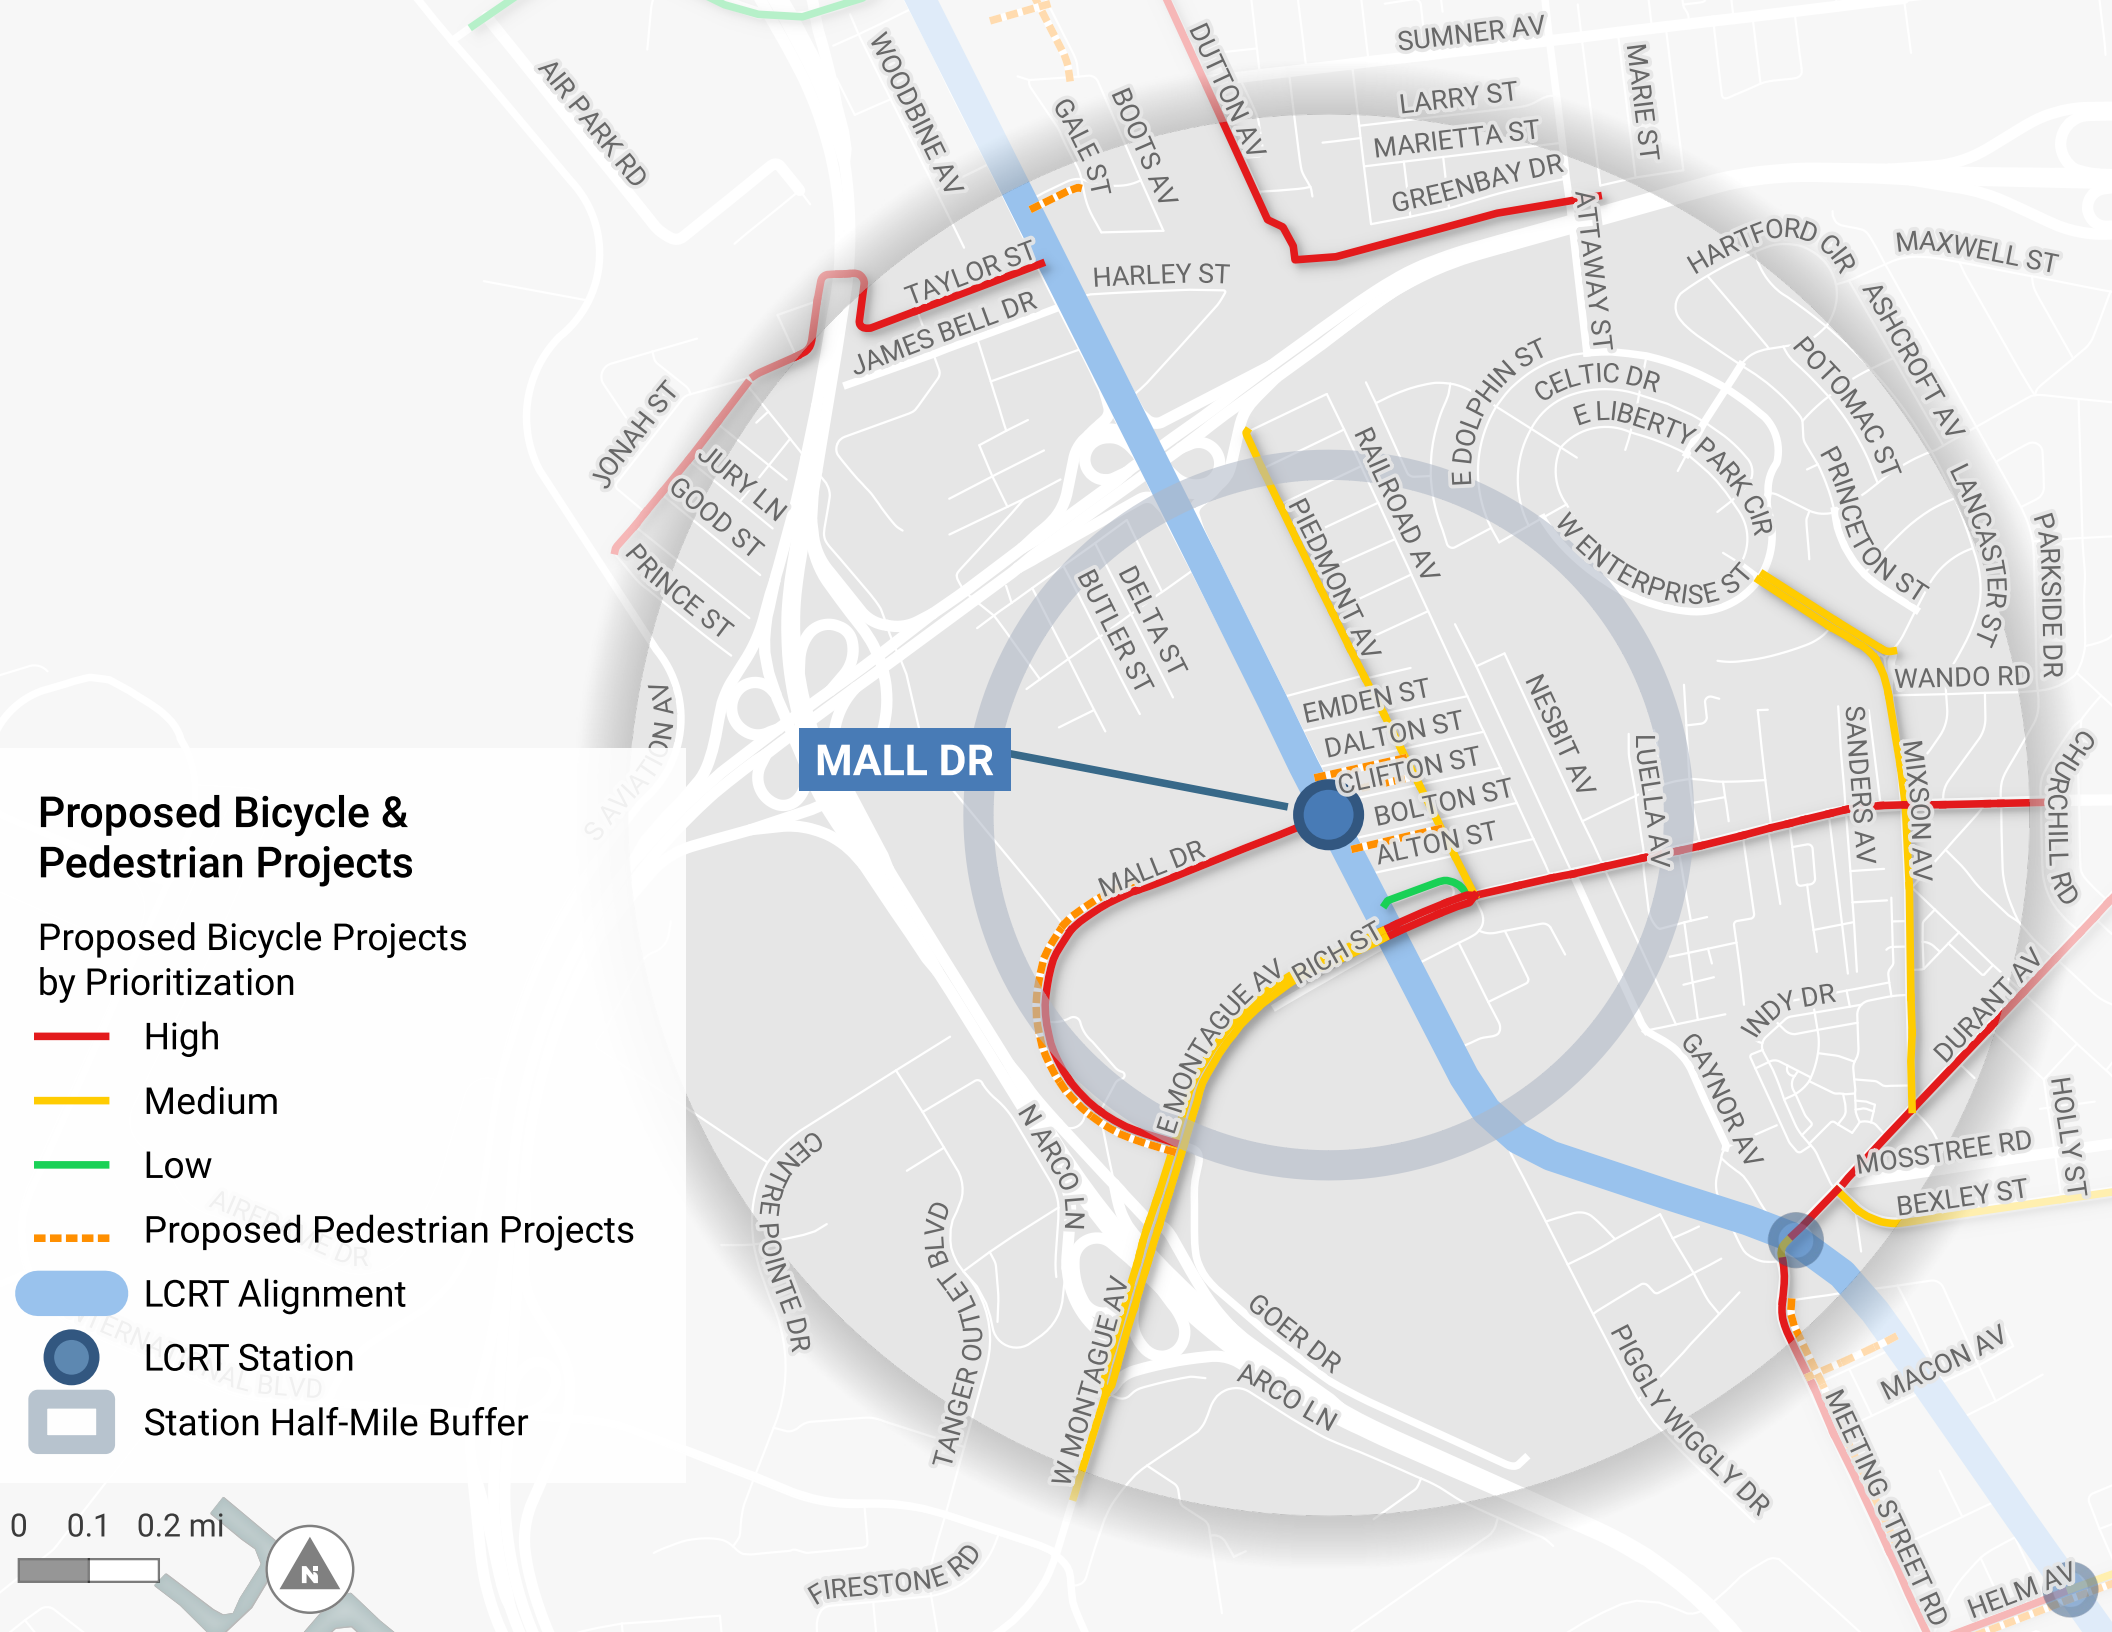 SUMNER AV
DUTTON AV
MARIE ST
WOODBINE AV
AIR PARK RD
GALE ST
BOOTS AV
LARRY ST
MARIETTA ST
GREENBAY DR
ATTAWAY ST
HARTFORD CIR
MAXWELL ST
TAYLOR ST
HARLEY ST
JAMES BELL DR
ASHCROFT AV
POTOMAC ST
E DOLPHIN ST
CELTIC DR
E LIBERTY PARK CIR
JONAH ST
JURY LN
GOOD ST
PRINCE ST
RAILROAD AV
PIEDMONT AV
PRINCETON ST
LANCASTER ST
PARKSIDE DR
W ENTERPRISE ST
DELTA ST
BUTLER ST
WANDO RD
EMDEN ST
DALTON ST
CLIFTON ST
BOLTON ST
ALTON ST
NESBIT AV
LUELLA AV
SANDERS AV
MIXSON AV
CHURCHILL RD
S AVIATION AV
MALL DR
MALL DR
RICH ST
E MONTAGUE AV
INDY DR
DURANT AV
GAYNOR AV
HOLLY ST
MOSSTREE RD
BEXLEY ST
N ARCO LN
CENTRE POINTE DR
TANGER OUTLET BLVD
W MONTAGUE AV
GOER DR
ARCO LN
PIGGLY WIGGLY DR
MACON AV
MEETING STREET RD
HELM AV
FIRESTONE RD
Proposed Bicycle &
Pedestrian Projects
Proposed Bicycle Projects
by Prioritization
High
Medium
Low
Proposed Pedestrian Projects
LCRT Alignment
LCRT Station
Station Half-Mile Buffer
0 0.1 0.2 mi
N